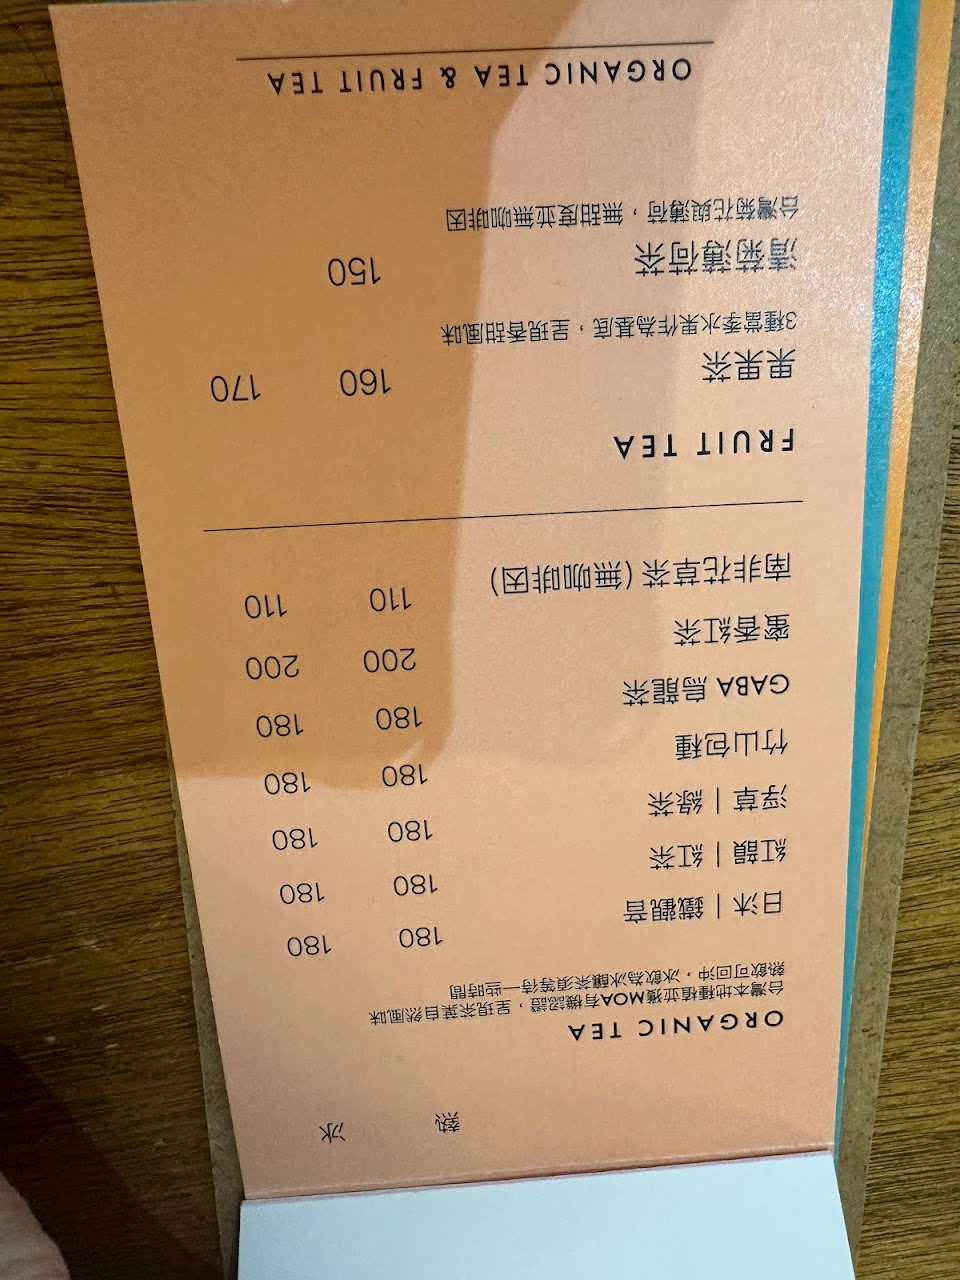 熱 冰
ORGANIC TEA
台灣本地種植並獲MOA有機認證，呈現茶葉自然風味
熱飲可回沖，冰飲為冰釀茶須等待一些時間
日沐｜鐵觀音 180 180
紅韻｜紅茶 180 180
浮草｜綠茶 180 180
竹山包種 180 180
GABA 烏龍茶 180 180
蜜香紅茶 200 200
南非花草茶 (無咖啡因) 110 110
FRUIT TEA
果果茶 160 170
3種當季水果作為基底，呈現香甜風味
清菊薄荷茶 150
台灣菊花與薄荷，無甜度並無咖啡因
ORGANIC TEA & FRUIT TEA